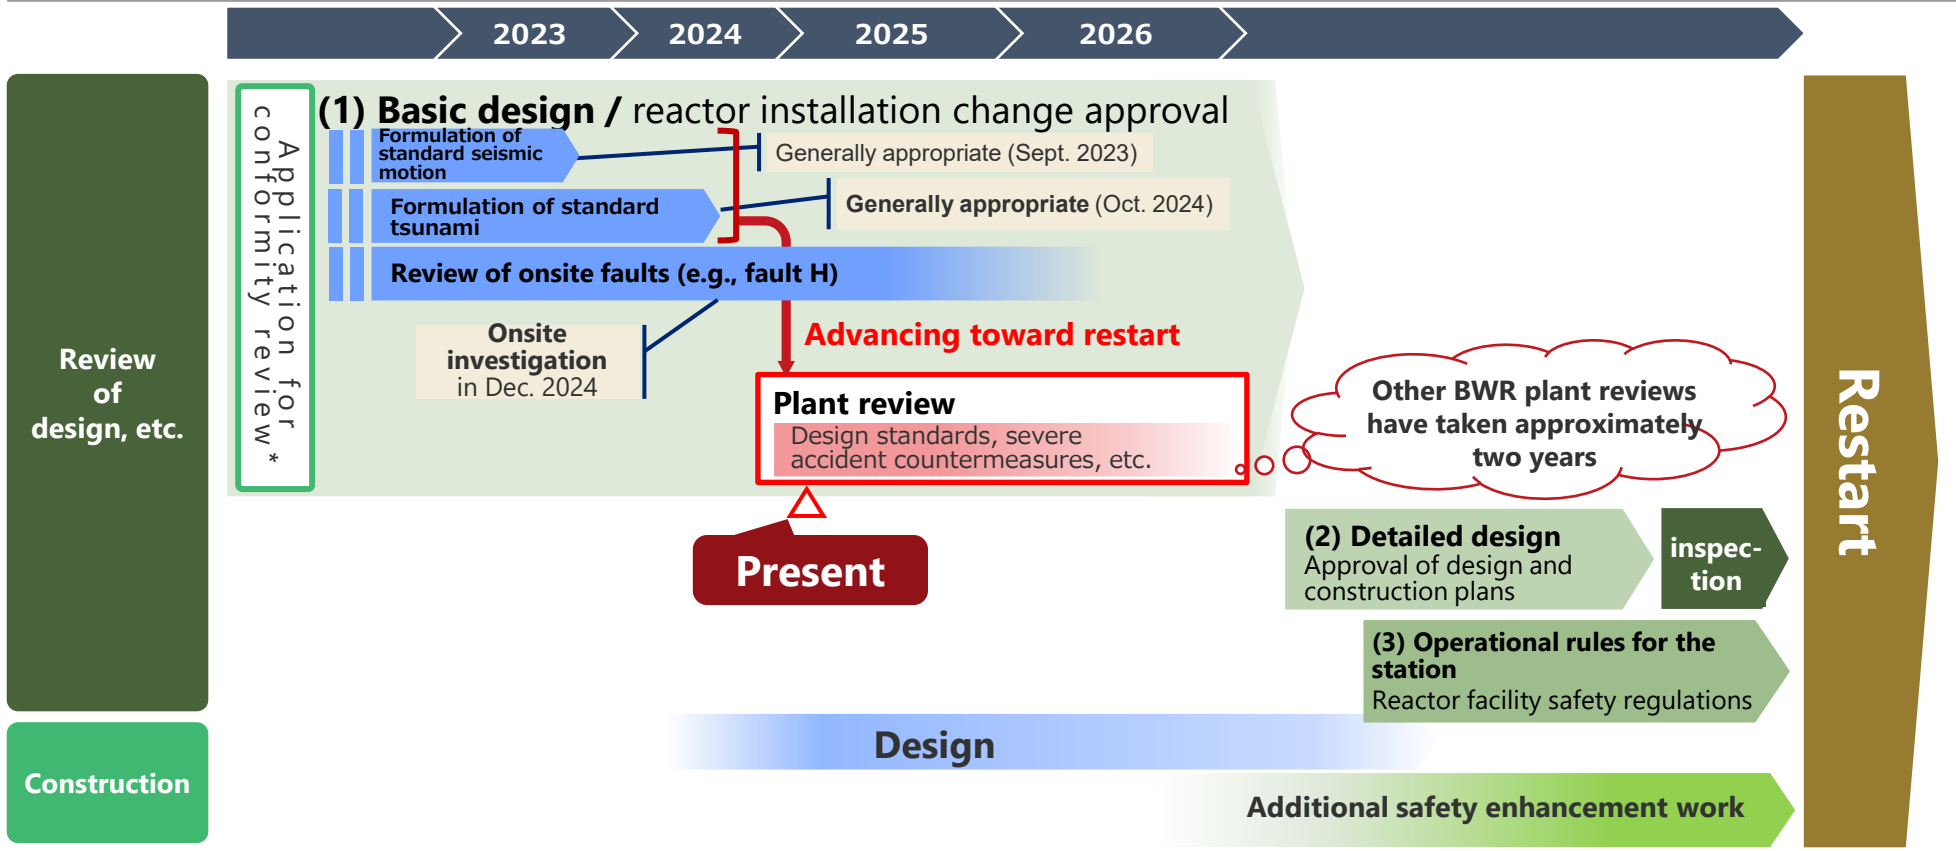 2023
2024
2025
2026
Review
of
design, etc.
Application for
conformity review*
(1) Basic design / reactor installation change approval
Formulation of
standard seismic
motion
Generally appropriate (Sept. 2023)
Formulation of standard
tsunami
Generally appropriate (Oct. 2024)
Review of onsite faults (e.g., fault H)
Onsite
investigation
in Dec. 2024
Advancing toward restart
Plant review
Design standards, severe
accident countermeasures, etc.
Other BWR plant reviews
have taken approximately
two years
Present
(2) Detailed design
Approval of design and
construction plans
inspec-
tion
(3) Operational rules for the
station
Reactor facility safety regulations
Restart
Construction
Design
Additional safety enhancement work